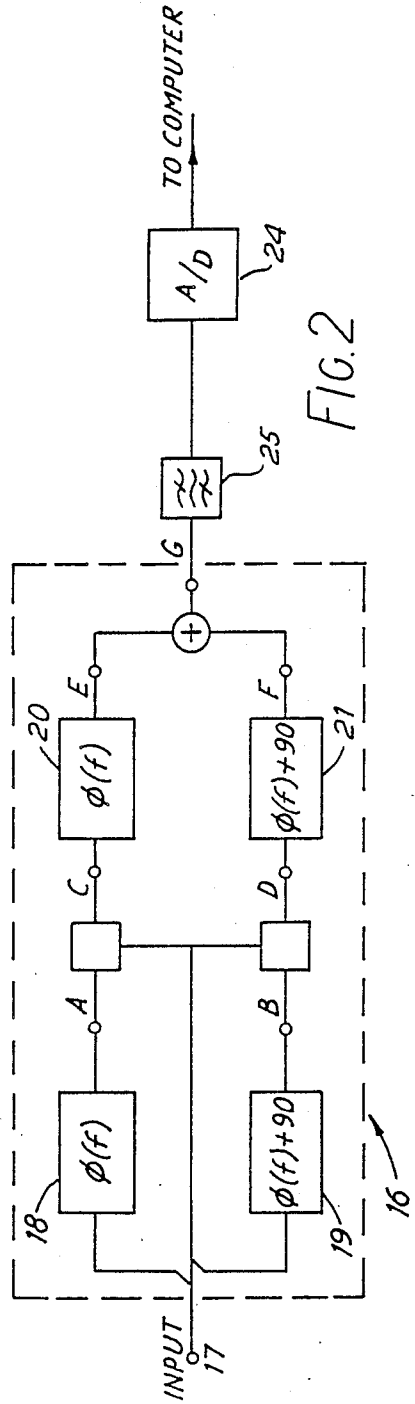 INPUT
17
18
φ(f)
A
C
20
φ(f)
E
+
G
25
A/D
24
TO COMPUTER
19
φ(f)+90
B
D
φ(f)+90
21
F
16
FIG.2